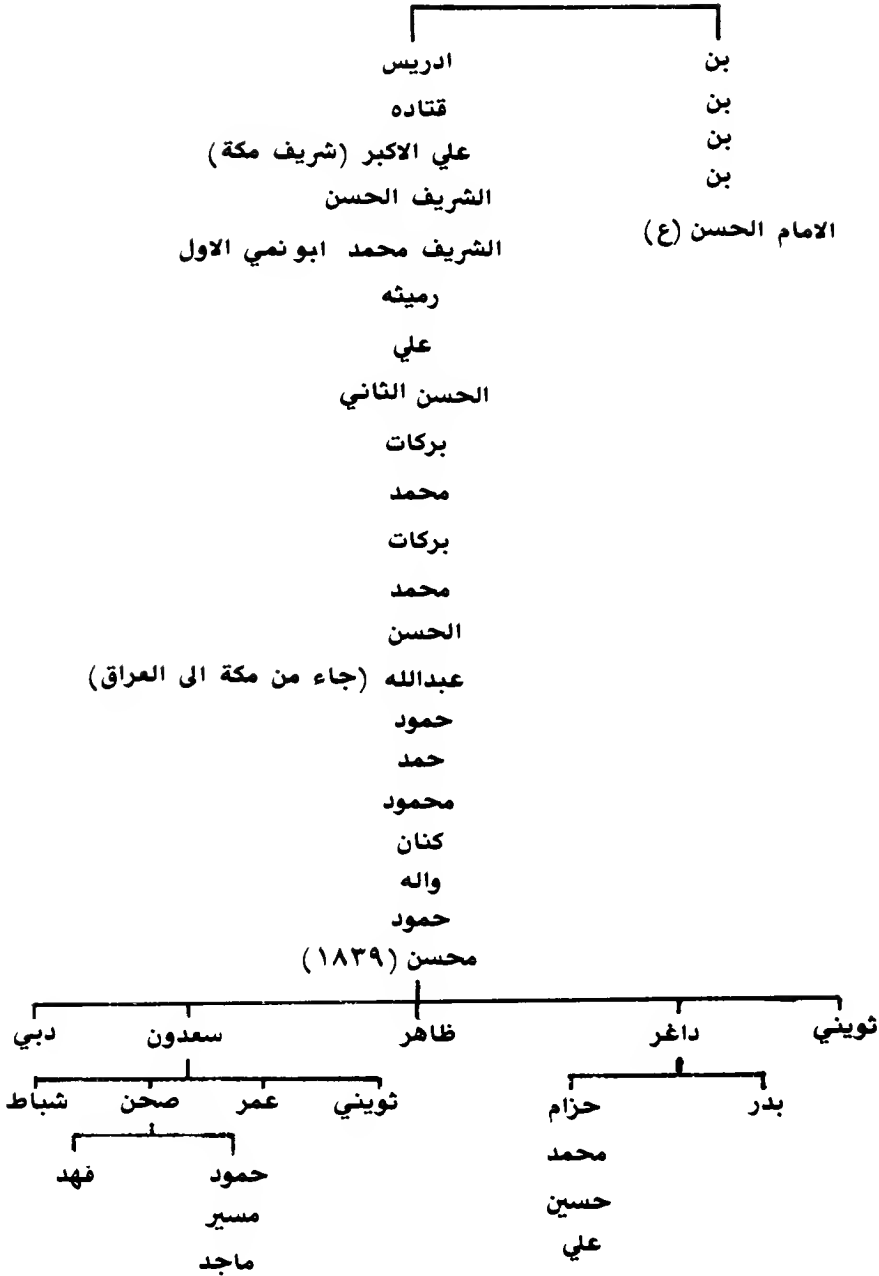 بن
بن
بن
بن
الامام الحسن (ع)
ادريس
قتاده
علي الاكبر (شريف مكة)
الشريف الحسن
الشريف محمد ابو نمي الاول
رميثه
علي
الحسن الثاني
بركات
محمد
بركات
محمد
الحسن
عبدالله (جاء من مكة الى العراق)
حمود
حمد
محمود
كنان
واله
حمود
محسن (١٨٣٩)
ثويني داغر ظاهر سعدون دبي
بدر حزام ثويني عمر صحن شباط
محمد
حسين
علي
حمود فهد
مسير
ماجد